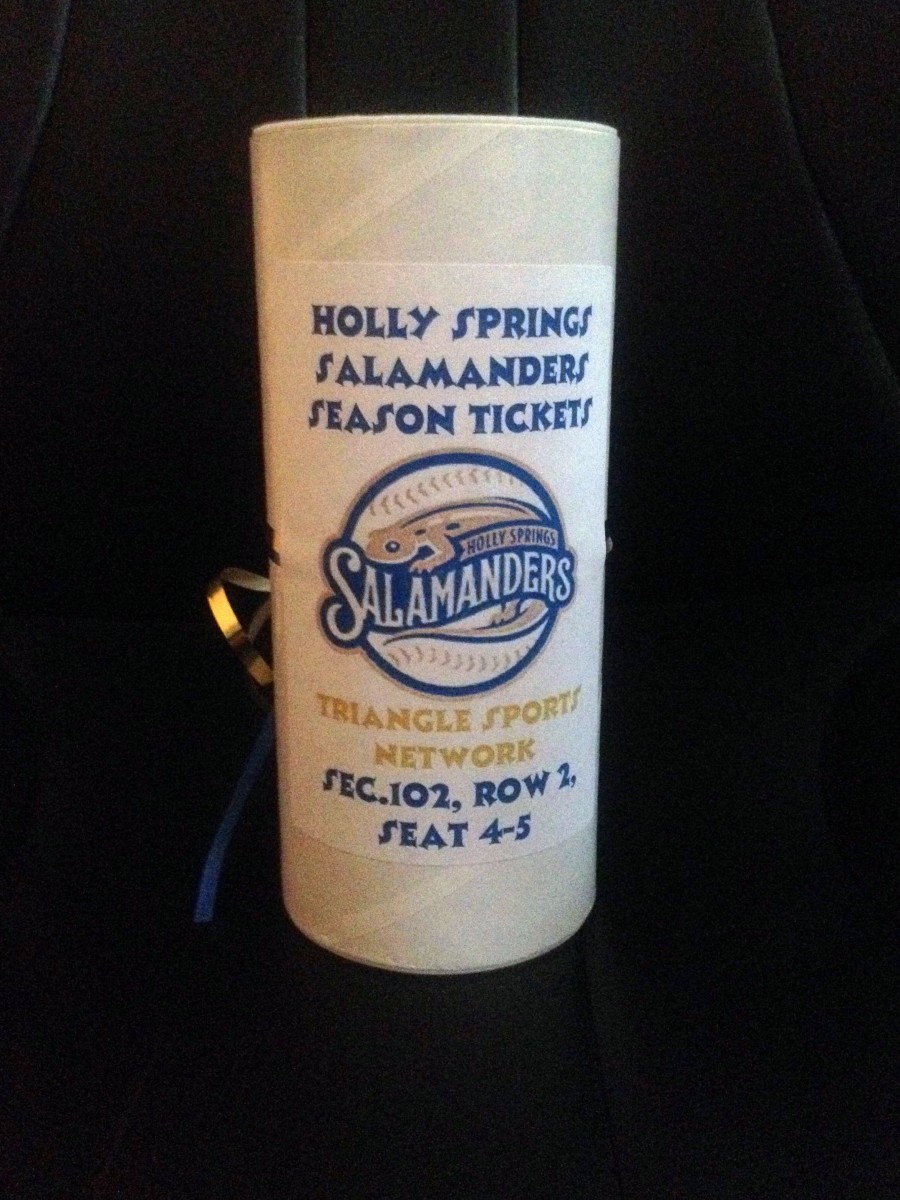 HOLLY SPRINGS
SALAMANDERS
SEASON TICKETS
HOLLY SPRINGS
SALAMANDERS
TRIANGLE SPORTS
NETWORK
SEC.102, ROW 2,
SEAT 4-5